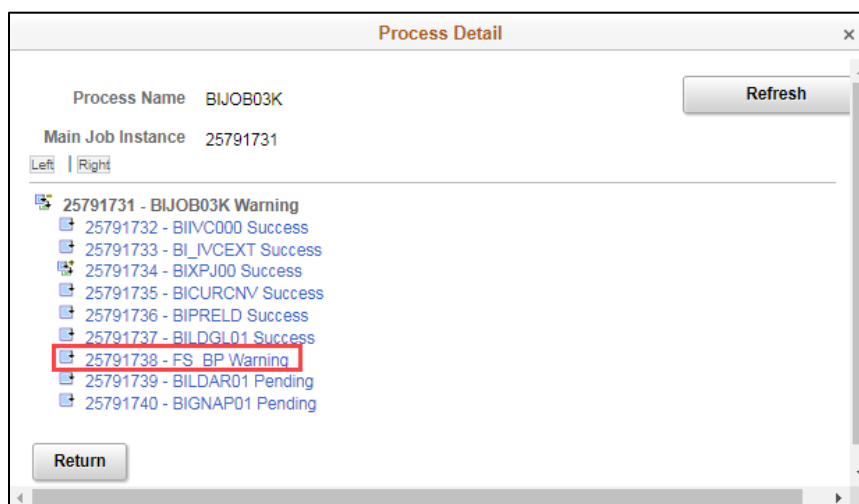 Process Detail
×
Process Name BIJOB03K
Refresh
Main Job Instance 25791731
Left | Right
25791731 - BIJOB03K Warning
25791732 - BIIVC000 Success
25791733 - BI_IVCEXT Success
25791734 - BIXPJ00 Success
25791735 - BICURCNV Success
25791736 - BIPRELD Success
25791737 - BILDGL01 Success
25791738 - FS_BP Warning
25791739 - BILDAR01 Pending
25791740 - BIGNAP01 Pending
Return